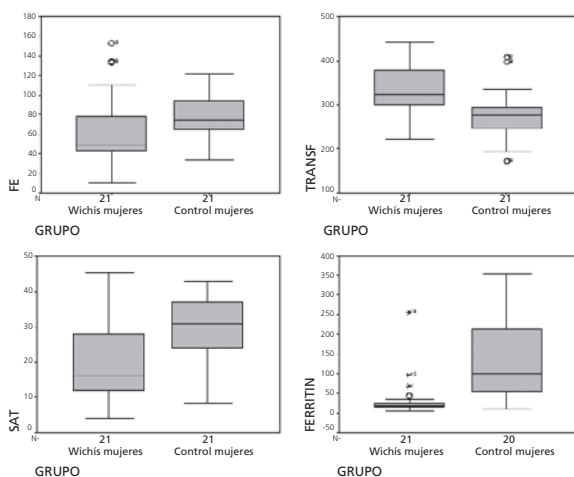 FE
180
160
140
120
100
80
60
40
20
0
N
21 21
Wichís mujeres Control mujeres
GRUPO
TRANSF
500
400
300
200
100
N-
21 21
Wichís mujeres Control mujeres
GRUPO
SAT
50
40
30
20
10
0
N-
21 21
Wichís mujeres Control mujeres
GRUPO
FERRITIN
400
350
300
250
200
150
100
50
0
-50
N-
21 20
Wichís mujeres Control mujeres
GRUPO